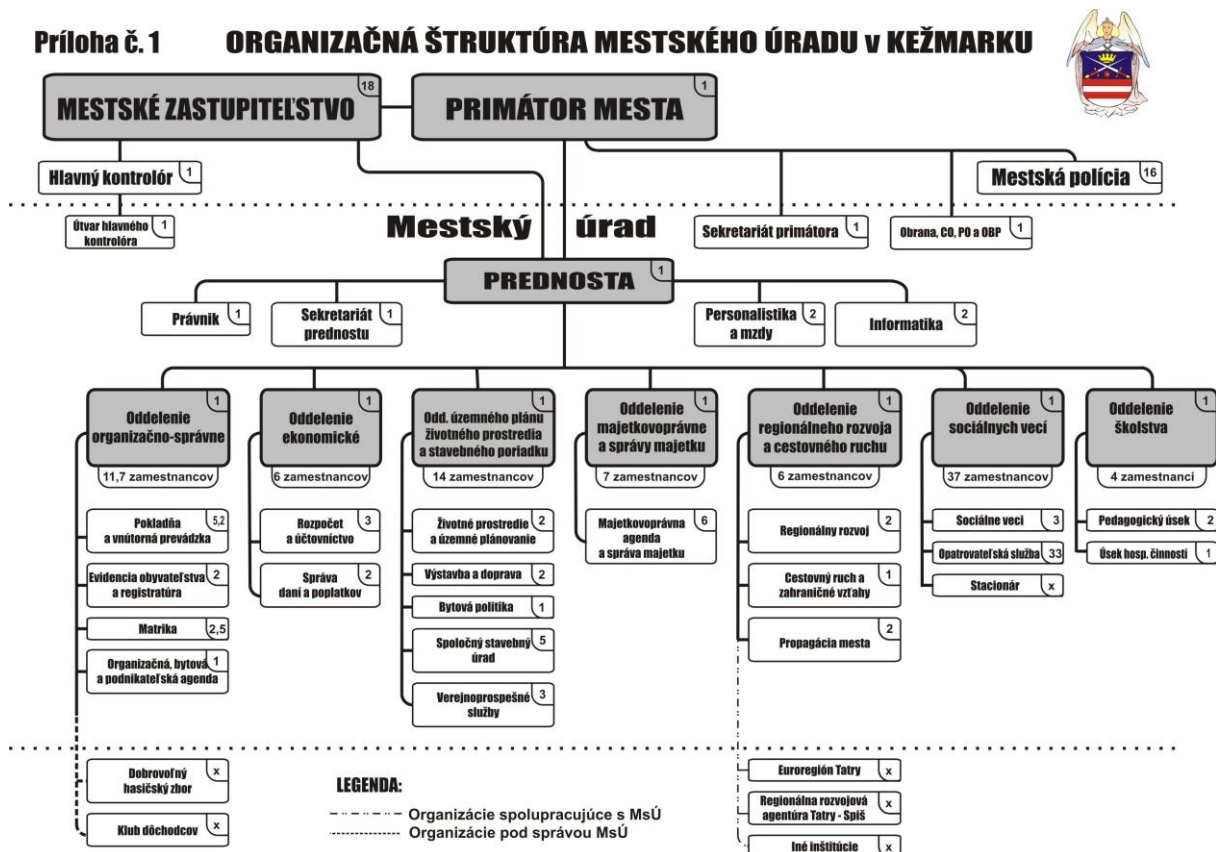 Príloha č. 1 ORGANIZAČNÁ ŠTRUKTÚRA MESTSKÉHO ÚRADU v KEŽMARKU
MESTSKÉ ZASTUPITEĽSTVO 18
PRIMÁTOR MESTA 1
Hlavný kontrolór 1
Mestská polícia 16
Útvar hlavného 1
kontrolóra
Mestský úrad
Sekretariát primátora 1
Obrana, CO, PO a OBP 1
PREDNOSTA 1
Právnik 1
Sekretariát 1
prednostu
Personalistika 2
a mzdy
Informatika 2
Oddelenie 1
organizačno-správne
11,7 zamestnancov
Pokladňa 5,2
a vnútorná prevádzka
Evidencia obyvateľstva 2
a registratúra
Matrika 2,5
Organizačná, bytová 1
a podnikateľská agenda
Oddelenie 1
ekonomické
6 zamestnancov
Rozpočet 3
a účtovníctvo
Správa 2
daní a poplatkov
Odd. územného plánu 1
životného prostredia
a stavebného poriadku
14 zamestnancov
Životné prostredie 2
a územné plánovanie
Výstavba a doprava 2
Bytová politika 1
Spoločný stavebný 5
úrad
Verejnoprospešné 3
služby
Oddelenie 1
majetkovoprávne
a správy majetku
7 zamestnancov
Majetkovoprávna 6
agenda
a správa majetku
Oddelenie 1
regionálneho rozvoja
a cestovného ruchu
6 zamestnancov
Regionálny rozvoj 2
Cestovný ruch a 1
zahraničné vzťahy
Propagácia mesta 2
Oddelenie 1
sociálnych vecí
37 zamestnancov
Sociálne veci 3
Opatrovateľská služba 33
Stacionár x
Oddelenie 1
školstva
4 zamestnanci
Pedagogický úsek 2
Úsek hosp. činností 1
Dobrovoľný x
hasičský zbor
Klub dôchodcov x
LEGENDA:
Organizácie spolupracujúce s MsÚ
Organizácie pod správou MsÚ
Euroregión Tatry x
Regionálna rozvojová x
agentúra Tatry - Spiš
Iné inštitúcie x